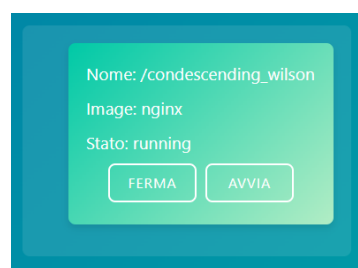 Nome: /condescending_wilson
Image: nginx
Stato: running
FERMA AVVIA